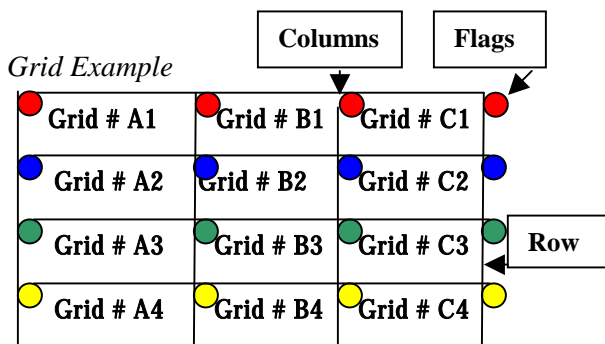 Columns
Flags
Grid Example
Grid # A1 Grid # B1 Grid # C1
Grid # A2 Grid # B2 Grid # C2
Grid # A3 Grid # B3 Grid # C3
Row
Grid # A4 Grid # B4 Grid # C4